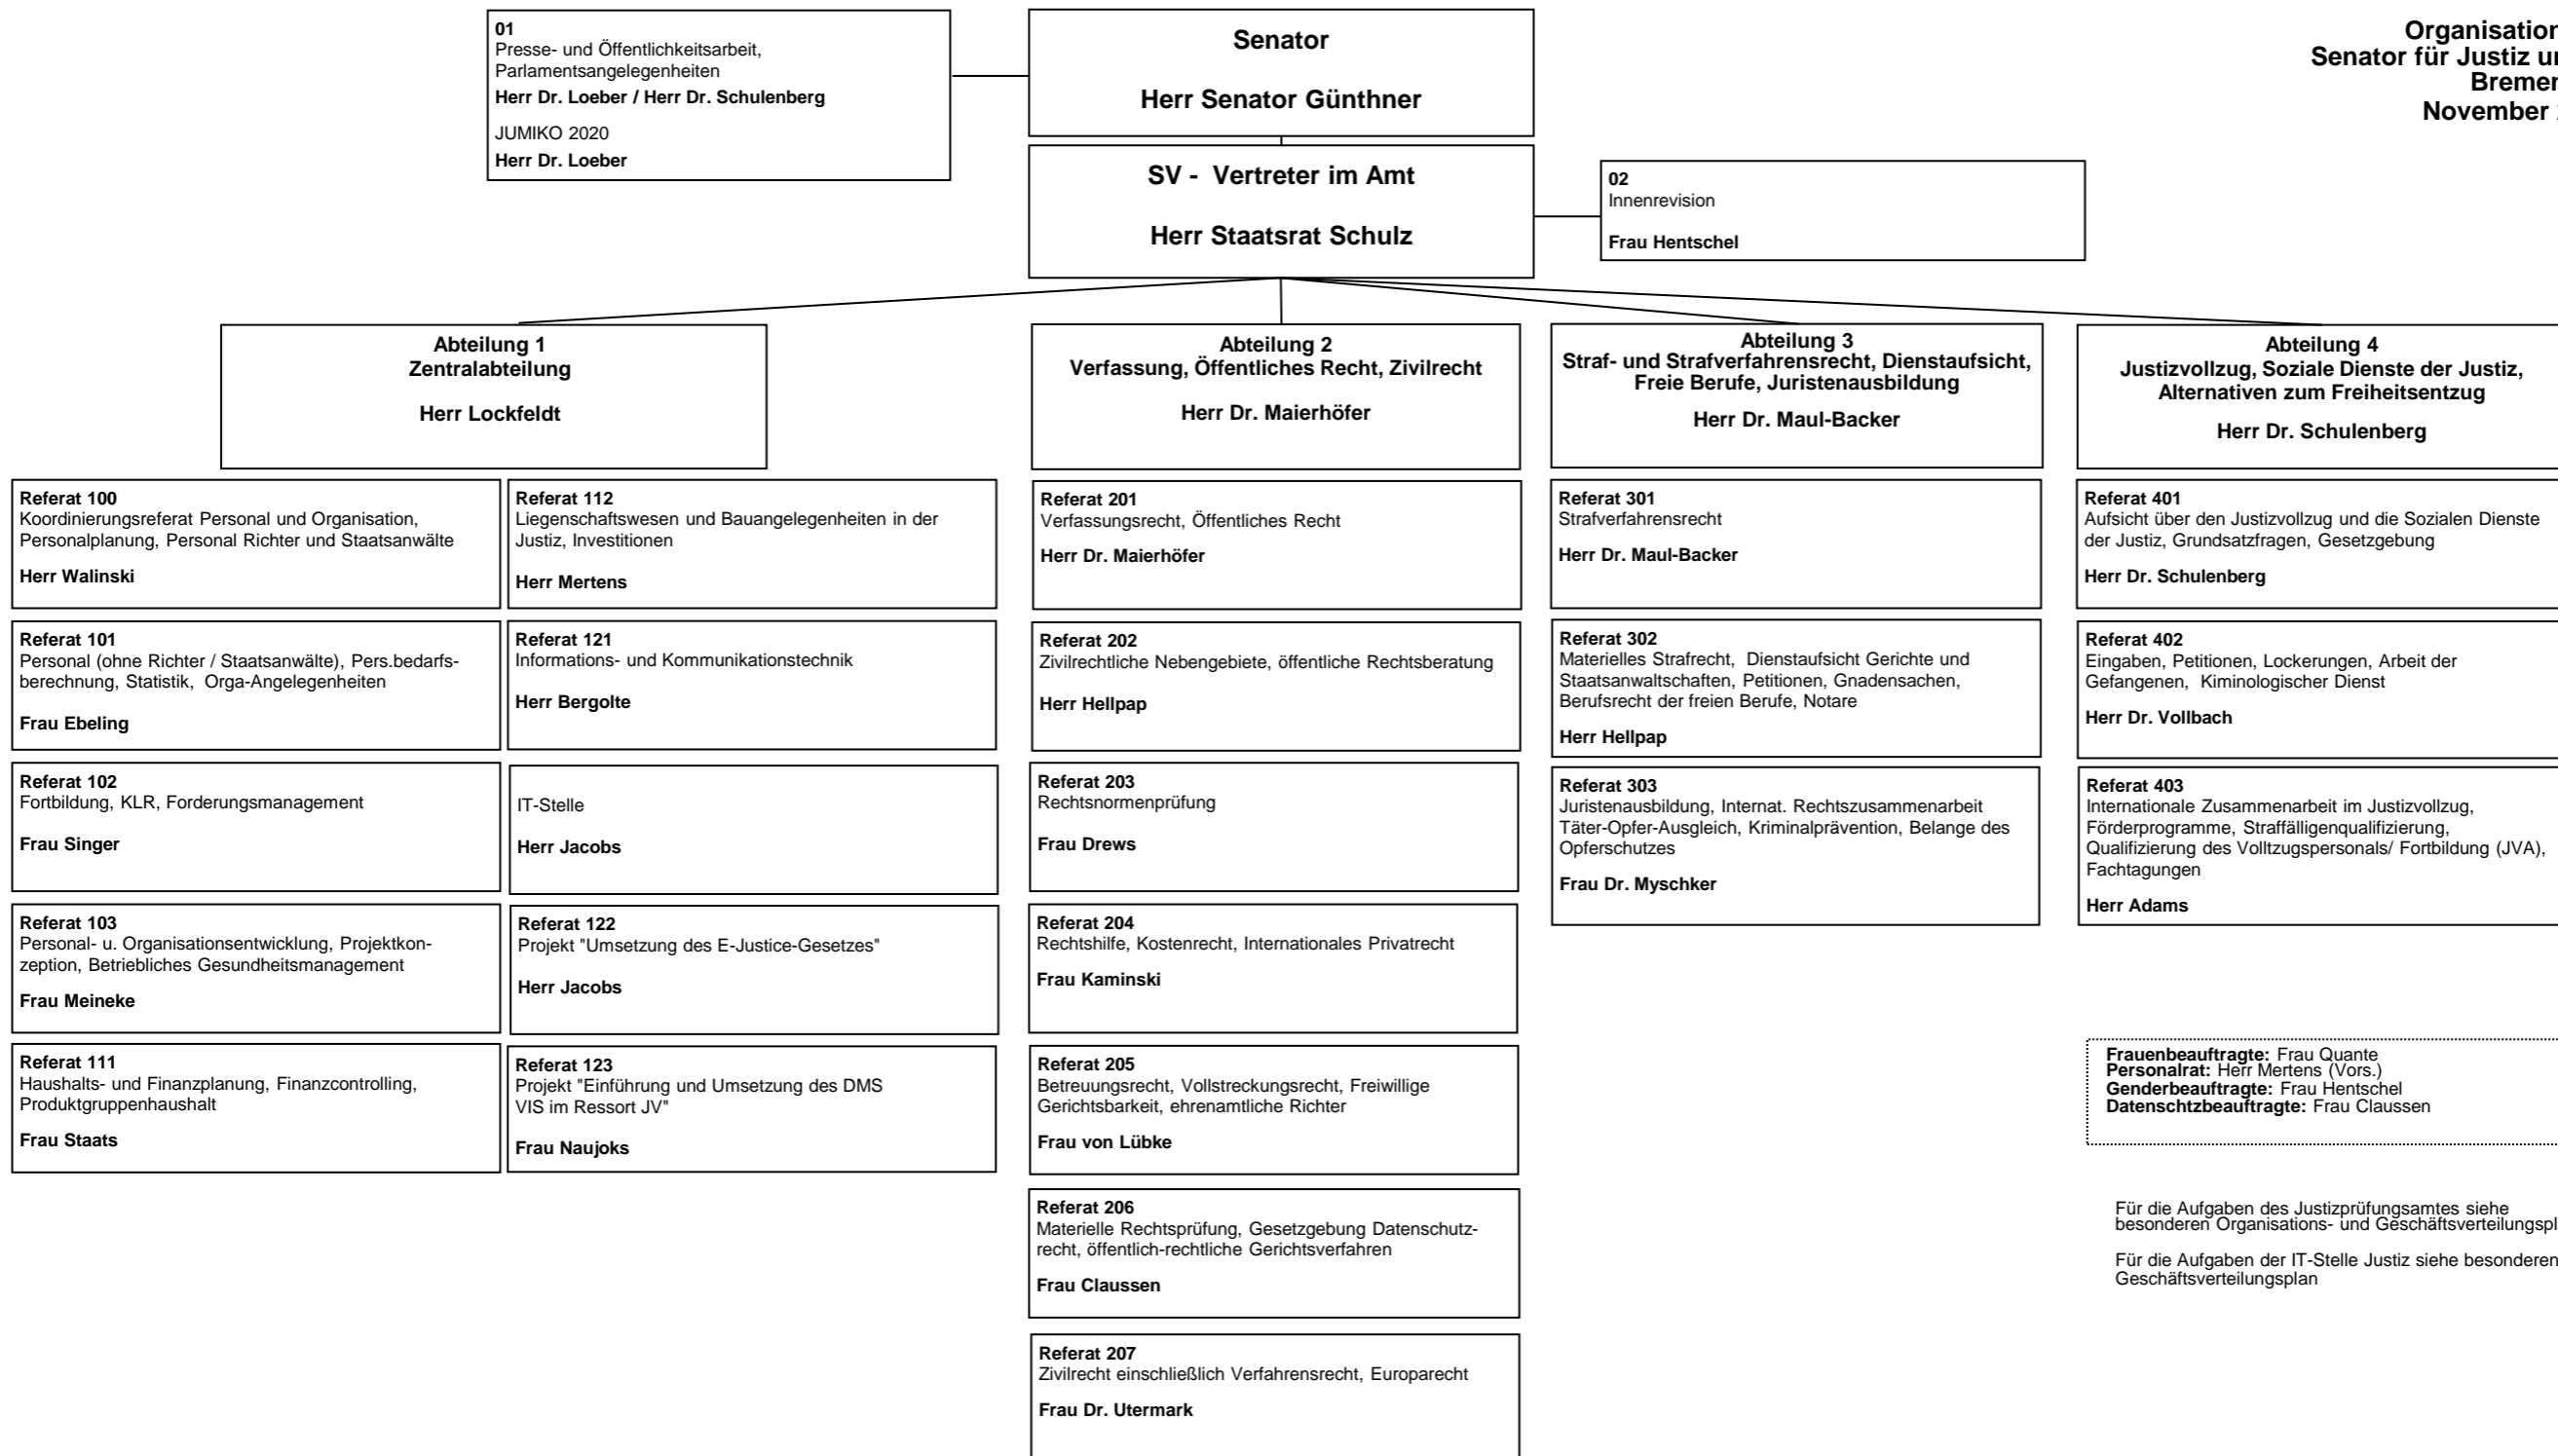 01
Presse- und Öffentlichkeitsarbeit,
Parlamentsangelegenheiten
Herr Dr. Loeber / Herr Dr. Schulenberg
JUMIKO 2020
Herr Dr. Loeber
Senator
Herr Senator Günthner
Organisation
Senator für Justiz
Bremen
November
SV - Vertreter im Amt
Herr Staatsrat Schulz
02
Innenrevision
Frau Hentschel
Abteilung 1
Zentralabteilung
Herr Lockfeldt
Abteilung 2
Verfassung, Öffentliches Recht, Zivilrecht
Herr Dr. Maierhöfer
Abteilung 3
Straf- und Strafverfahrensrecht, Dienstaufsicht,
Freie Berufe, Juristenausbildung
Herr Dr. Maul-Backer
Abteilung 4
Justizvollzug, Soziale Dienste der Justiz,
Alternativen zum Freiheitsentzug
Herr Dr. Schulenberg
Referat 100
Koordinierungsreferat Personal und Organisation,
Personalplanung, Personal Richter und Staatsanwälte
Herr Walinski
Referat 101
Personal (ohne Richter / Staatsanwälte), Pers.bedarfs-
berechnung, Statistik, Orga-Angelegenheiten
Frau Ebeling
Referat 102
Fortbildung, KLR, Forderungsmanagement
Frau Singer
Referat 103
Personal- u. Organisationsentwicklung, Projektkon-
zeption, Betriebliches Gesundheitsmanagement
Frau Meineke
Referat 111
Haushalts- und Finanzplanung, Finanzcontrolling,
Produktgruppenhaushalt
Frau Staats
Referat 112
Liegenschaftswesen und Bauangelegenheiten in der
Justiz, Investitionen
Herr Mertens
Referat 121
Informations- und Kommunikationstechnik
Herr Bergolte
IT-Stelle
Herr Jacobs
Referat 122
Projekt "Umsetzung des E-Justice-Gesetzes"
Herr Jacobs
Referat 123
Projekt "Einführung und Umsetzung des DMS
VIS im Ressort JV"
Frau Naujoks
Referat 201
Verfassungsrecht, Öffentliches Recht
Herr Dr. Maierhöfer
Referat 202
Zivilrechtliche Nebengebiete, öffentliche Rechtsberatung
Herr Hellpap
Referat 203
Rechtsnormenprüfung
Frau Drews
Referat 204
Rechtshilfe, Kostenrecht, Internationales Privatrecht
Frau Kaminski
Referat 205
Betreuungsrecht, Vollstreckungsrecht, Freiwillige
Gerichtsbarkeit, ehrenamtliche Richter
Frau von Lübke
Referat 206
Materielle Rechtsprüfung, Gesetzgebung Datenschutz-
recht, öffentlich-rechtliche Gerichtsverfahren
Frau Claussen
Referat 207
Zivilrecht einschließlich Verfahrensrecht, Europarecht
Frau Dr. Utermark
Referat 301
Strafverfahrensrecht
Herr Dr. Maul-Backer
Referat 302
Materielles Strafrecht, Dienstaufsicht Gerichte und
Staatsanwaltschaften, Petitionen, Gnadensachen,
Berufsrecht der freien Berufe, Notare
Herr Hellpap
Referat 303
Juristenausbildung, Internat. Rechtszusammenarbeit
Täter-Opfer-Ausgleich, Kriminalprävention, Belange des
Opferschutzes
Frau Dr. Myschker
Referat 401
Aufsicht über den Justizvollzug und die Sozialen Dienste
der Justiz, Grundsatzfragen, Gesetzgebung
Herr Dr. Schulenberg
Referat 402
Eingaben, Petitionen, Lockerungen, Arbeit der
Gefangenen, Kiminologischer Dienst
Herr Dr. Vollbach
Referat 403
Internationale Zusammenarbeit im Justizvollzug,
Förderprogramme, Straffälligenqualifizierung,
Qualifizierung des Volltzugspersonals/ Fortbildung (JVA),
Fachtagungen
Herr Adams
Frauenbeauftragte: Frau Quante
Personalrat: Herr Mertens (Vors.)
Genderbeauftragte: Frau Hentschel
Datenschtzbeauftragte: Frau Claussen
Für die Aufgaben des Justizprüfungsamtes siehe
besonderen Organisations- und Geschäftsverteilungspl
Für die Aufgaben der IT-Stelle Justiz siehe besonderen
Geschäftsverteilungsplan